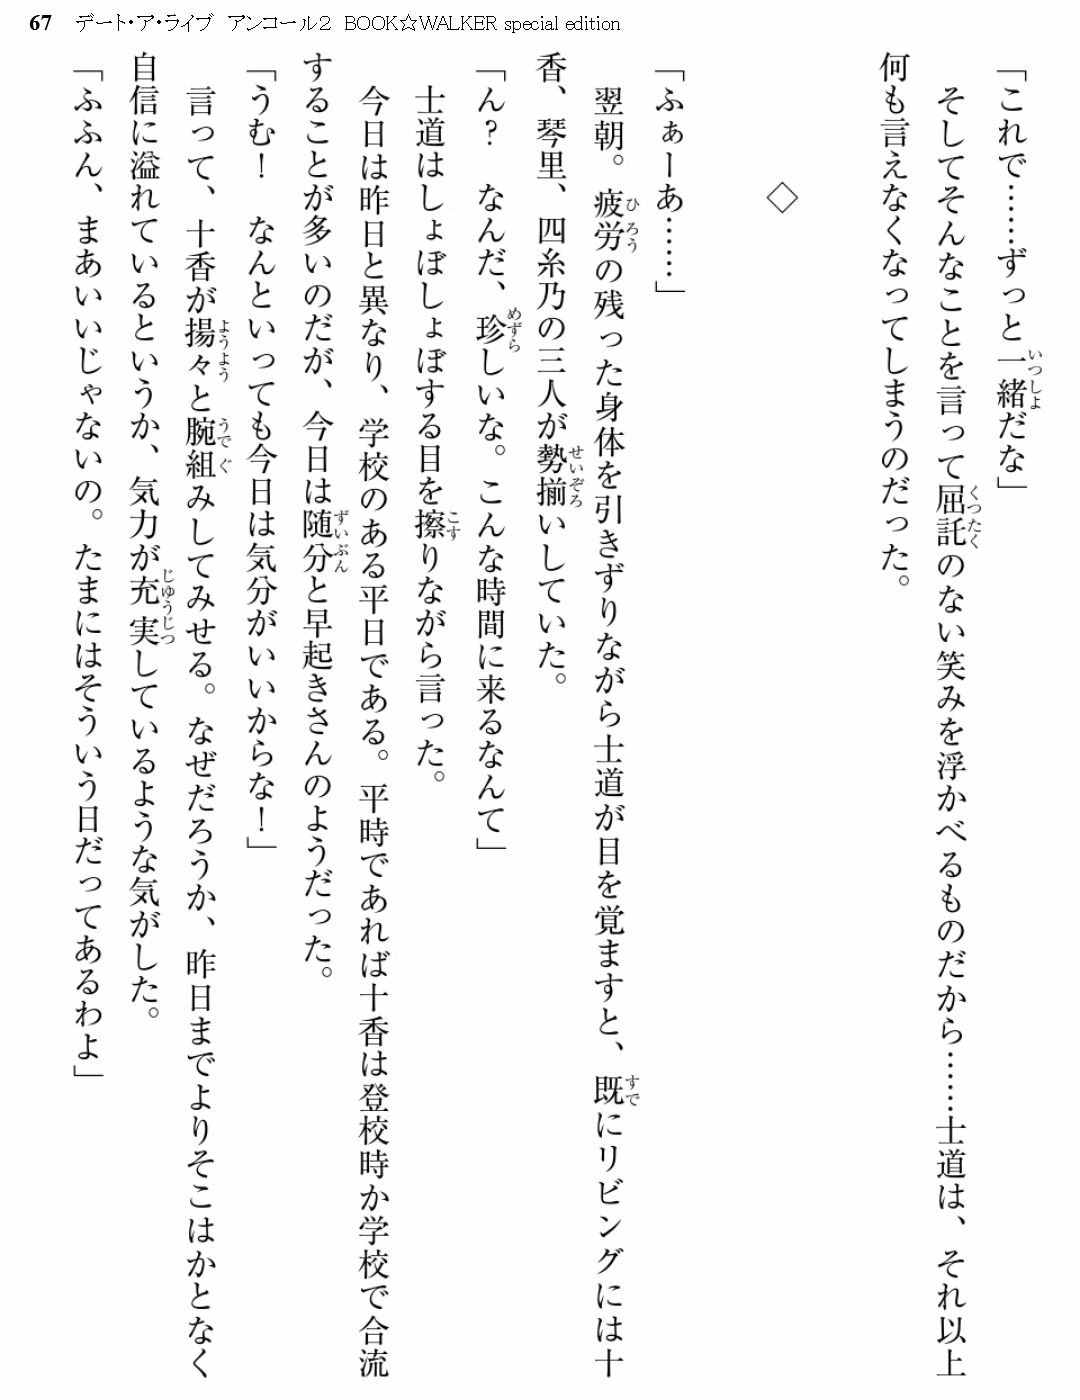 67 デート・ア・ライブ アンコール２ BOOK☆WALKER special edition
「これで……ずっと一緒だな」
　そしてそんなことを言って屈託のない笑みを浮かべるものだから……士道は、それ以上
何も言えなくなってしまうのだった。
◇
「ふぁーあ……」
　翌朝。疲労の残った身体を引きずりながら士道が目を覚ますと、既にリビングには十
香、琴里、四糸乃の三人が勢揃いしていた。
「ん？　なんだ、珍しいな。こんな時間に来るなんて」
　士道はしょぼしょぼする目を擦りながら言った。
　今日は昨日と異なり、学校のある平日である。平時であれば十香は登校時か学校で合流
することが多いのだが、今日は随分と早起きさんのようだった。
「うむ！　なんといっても今日は気分がいいからな！」
　言って、十香が揚々と腕組みしてみせる。なぜだろうか、昨日までよりそこはかとなく
自信に溢れているというか、気力が充実しているような気がした。
「ふふん、まあいいじゃないの。たまにはそういう日だってあるわよ」